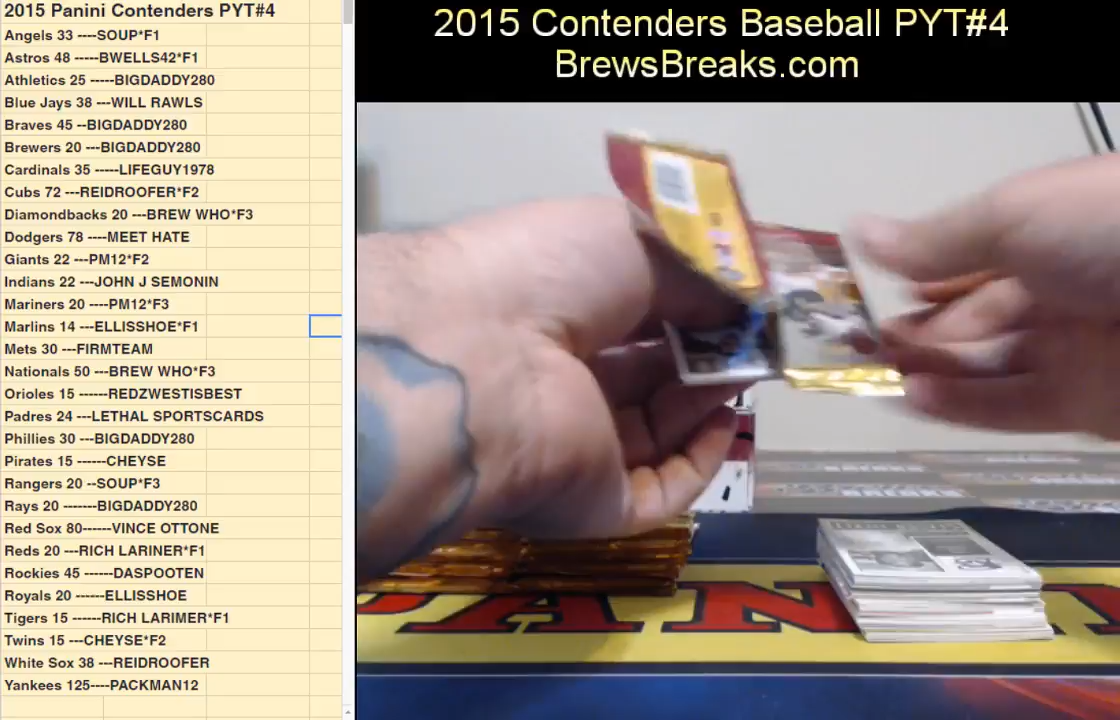 2015 Panini Contenders PYT#4
Angels 33 ----SOUP*F1
Astros 48 -----BWELLS42*F1
Athletics 25 -----BIGDADDY280
Blue Jays 38 ---WILL RAWLS
Braves 45 --BIGDADDY280
Brewers 20 ---BIGDADDY280
Cardinals 35 -----LIFEGUY1978
Cubs 72 ---REIDROOFER*F2
Diamondbacks 20 ---BREW WHO*F3
Dodgers 78 ----MEET HATE
Giants 22 ----PM12*F2
Indians 22 ---JOHN J SEMONIN
Mariners 20 ----PM12*F3
Marlins 14 ---ELLISSHOE*F1
Mets 30 ---FIRMTEAM
Nationals 50 ---BREW WHO*F3
Orioles 15 ------REDZWESTISBEST
Padres 24 ---LETHAL SPORTSCARDS
Phillies 30 ---BIGDADDY280
Pirates 15 ------CHEYSE
Rangers 20 --SOUP*F3
Rays 20 -------BIGDADDY280
Red Sox 80------VINCE OTTONE
Reds 20 ---RICH LARINER*F1
Rockies 45 ------DASPOOTEN
Royals 20 ------ELLISSHOE
Tigers 15 ------RICH LARIMER*F1
Twins 15 ---CHEYSE*F2
White Sox 38 ---REIDROOFER
Yankees 125----PACKMAN12
2015 Contenders Baseball PYT#4
BrewsBreaks.com
PANINI